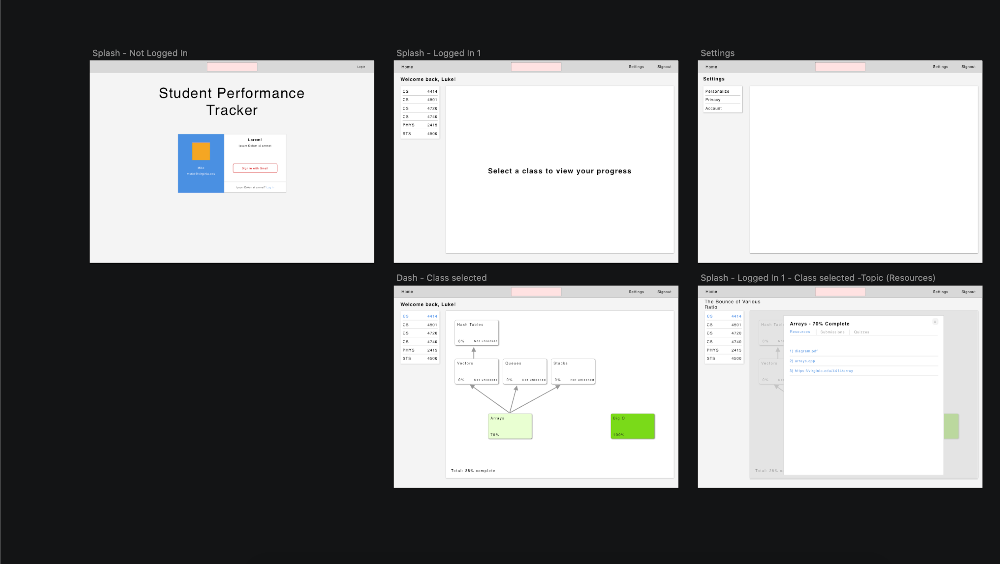 Splash - Not Logged In
Login
Student Performance
Tracker
Mike
mst3k@virginia.edu
Lorem!
Ipsum Dolum si ammet
Sign in with Gmail
Ipsum Dolum si ammet? Log in
Splash - Logged In 1
Home Settings Signout
Welcome back, Luke!
CS 4414
CS 4501
CS 4720
CS 4740
PHYS 2415
STS 4500
Select a class to view your progress
Settings
Home Settings Signout
Settings
Personalize
Privacy
Account
Dash - Class selected
Home Settings Signout
Welcome back, Luke!
CS 4414
CS 4501
CS 4720
CS 4740
PHYS 2415
STS 4500
Hash Tables
0% Not unlocked
Vectors
0% Not unlocked
Queues
0% Not unlocked
Stacks
0% Not unlocked
Arrays
70%
Big O
100%
Total: 28% complete
Splash - Logged In 1 - Class selected -Topic (Resources)
Home Settings Signout
The Bounce of Various
Ratio
CS 4414
CS 4501
CS 4720
CS 4740
PHYS 2415
STS 4500
Hash Tabl
0% No
Vectors
0% No
Total: 28% c
Arrays - 70% Complete
x
Resources Submissions Quizzes
1) diagram.pdf
2) arrays.cpp
3) https://virginia.edu/4414/array